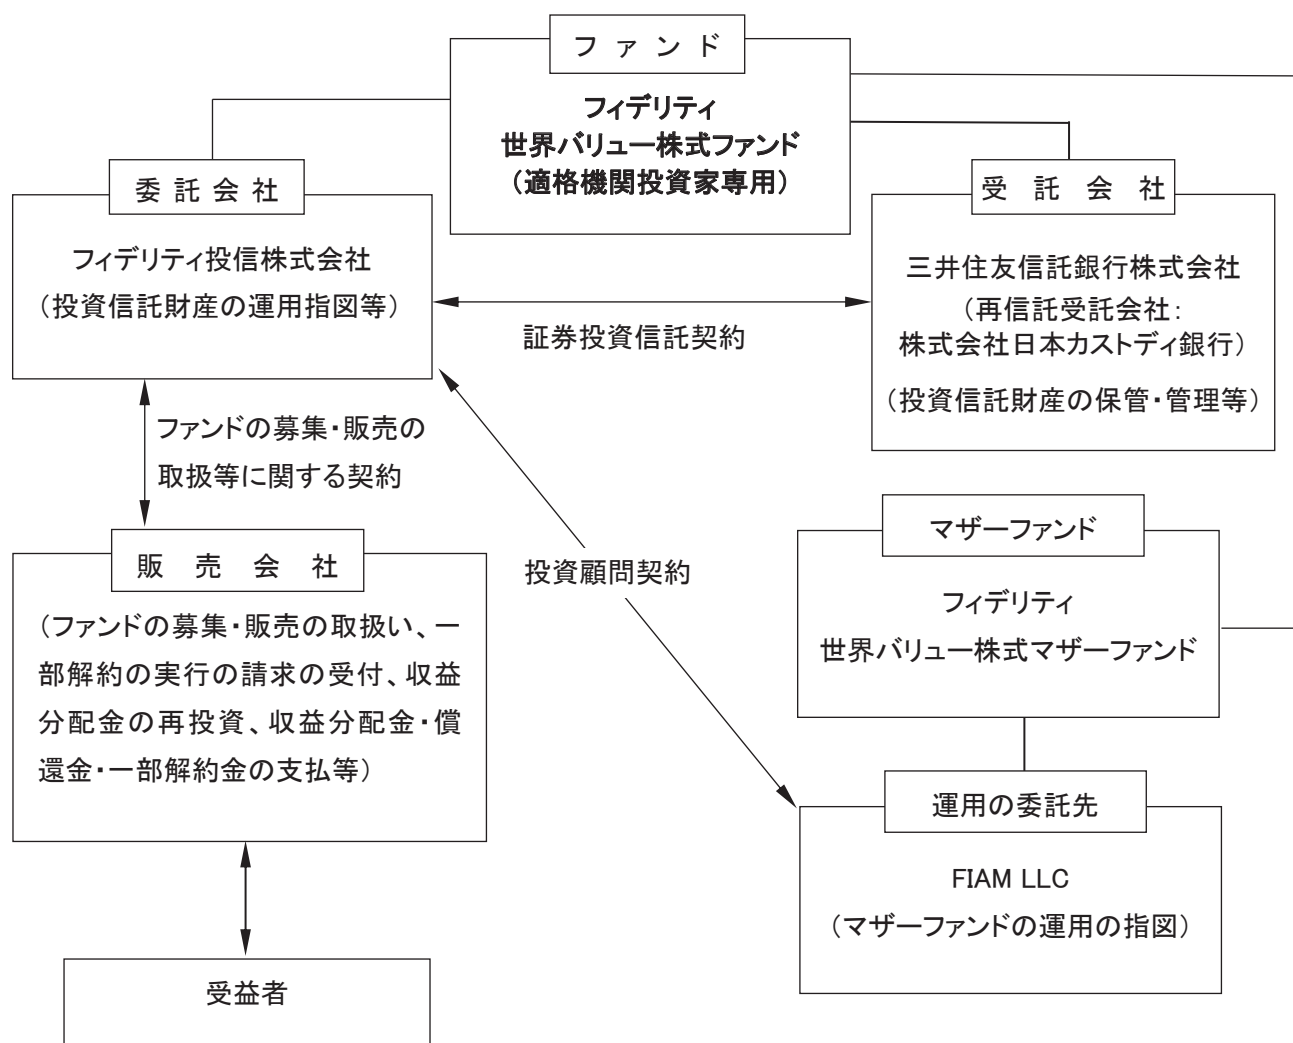 ファンド
フィデリティ
世界バリュー株式ファンド
（適格機関投資家専用）
委託会社
フィデリティ投信株式会社
（投資信託財産の運用指図等）
受託会社
三井住友信託銀行株式会社
（再信託受託会社：
株式会社日本カストディ銀行）
（投資信託財産の保管・管理等）
証券投資信託契約
ファンドの募集・販売の
取扱等に関する契約
販売会社
（ファンドの募集・販売の取扱い、一
部解約の実行の請求の受付、収益
分配金の再投資、収益分配金・償
還金・一部解約金の支払等）
投資顧問契約
マザーファンド
フィデリティ
世界バリュー株式マザーファンド
運用の委託先
FIAM LLC
（マザーファンドの運用の指図）
受益者